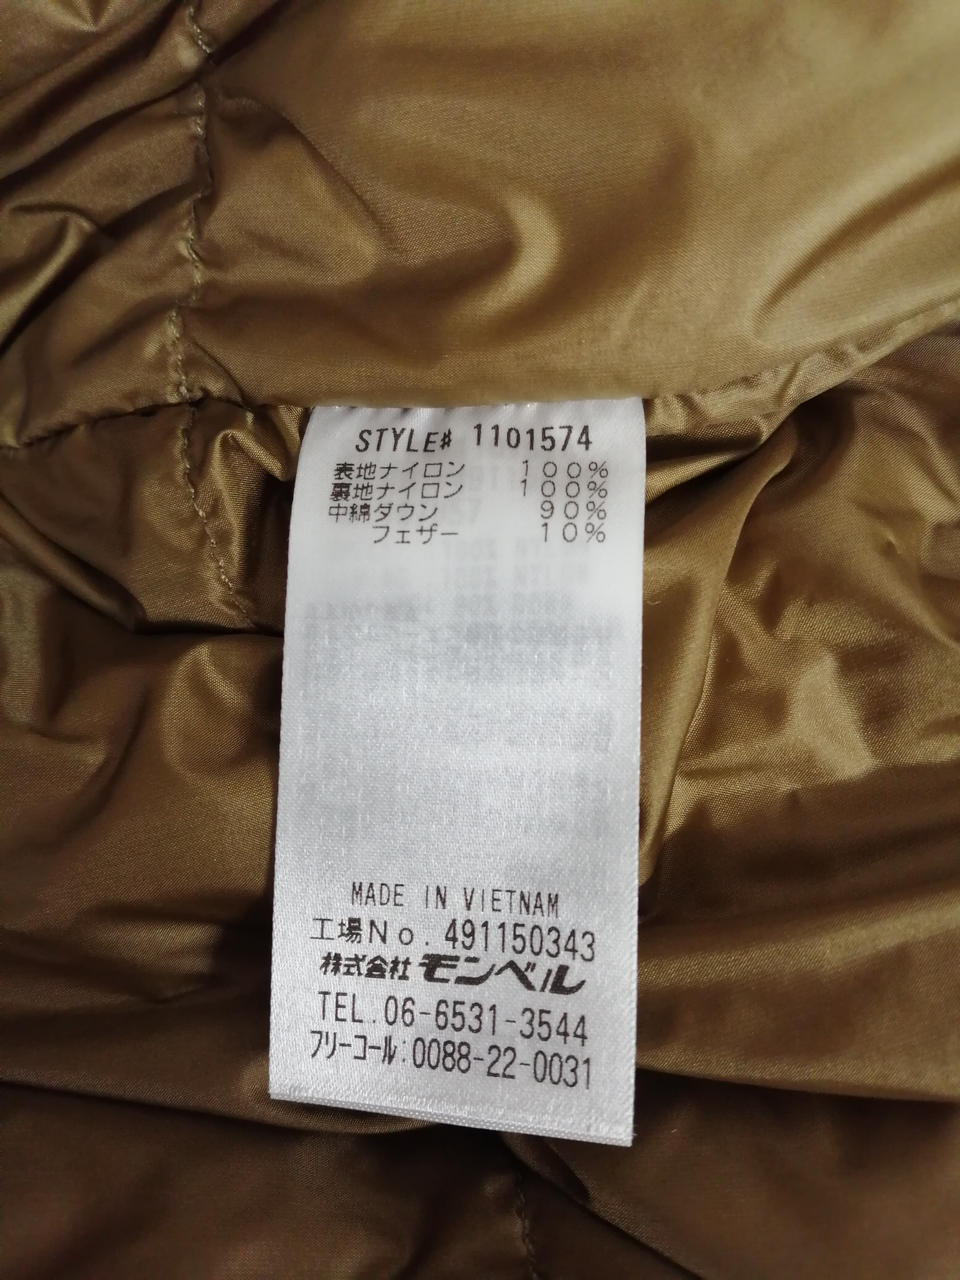 STYLE# 1101574
表地ナイロン 100%
裏地ナイロン 100%
中綿ダウン 90%
フェザー 10%
MADE IN VIETNAM
工場No. 491150343
株式会社モンベル
TEL.06-6531-3544
フリーコール:0088-22-0031